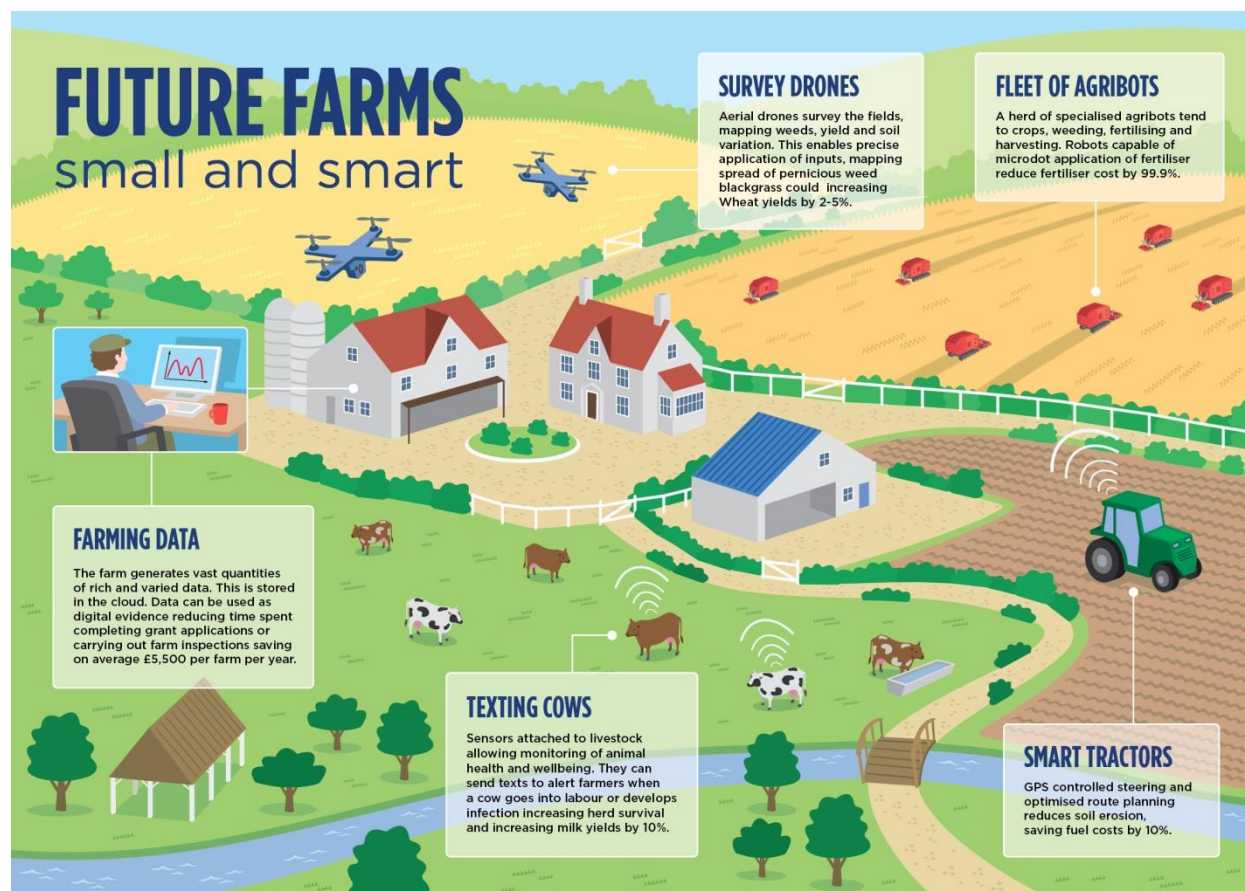 FUTURE FARMS
small and smart
SURVEY DRONES
Aerial drones survey the fields,
mapping weeds, yield and soil
variation. This enables precise
application of inputs, mapping
spread of pernicious weed
blackgrass could  increasing
Wheat yields by 2-5%.
FLEET OF AGRIBOTS
A herd of specialised agribots tend
to crops, weeding, fertilising and
harvesting. Robots capable of
microdot application of fertiliser
reduce fertiliser cost by 99.9%.
FARMING DATA
The farm generates vast quantities
of rich and varied data. This is stored
in the cloud. Data can be used as
digital evidence reducing time spent
completing grant applications or
carrying out farm inspections saving
on average £5,500 per farm per year.
TEXTING COWS
Sensors attached to livestock
allowing monitoring of animal
health and wellbeing. They can
send texts to alert farmers when
a cow goes into labour or develops
infection increasing herd survival
and increasing milk yields by 10%.
SMART TRACTORS
GPS controlled steering and
optimised route planning
reduces soil erosion,
saving fuel costs by 10%.